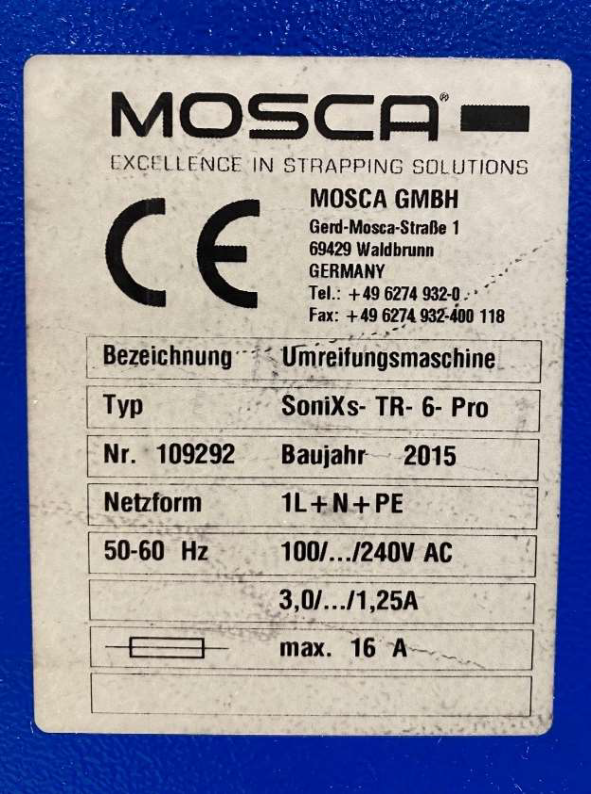 MOSCA®
EXCELLENCE IN STRAPPING SOLUTIONS
CE
MOSCA GMBH
Gerd-Mosca-Straße 1
69429 Waldbrunn
GERMANY
Tel.: +49 6274 932-0
Fax: +49 6274 932-400 118
Bezeichnung Umreifungsmaschine
Typ SoniXs- TR- 6- Pro
Nr. 109292 Baujahr 2015
Netzform 1L+N+PE
50-60 Hz 100/.../240V AC
3,0/.../1,25A
max. 16 A